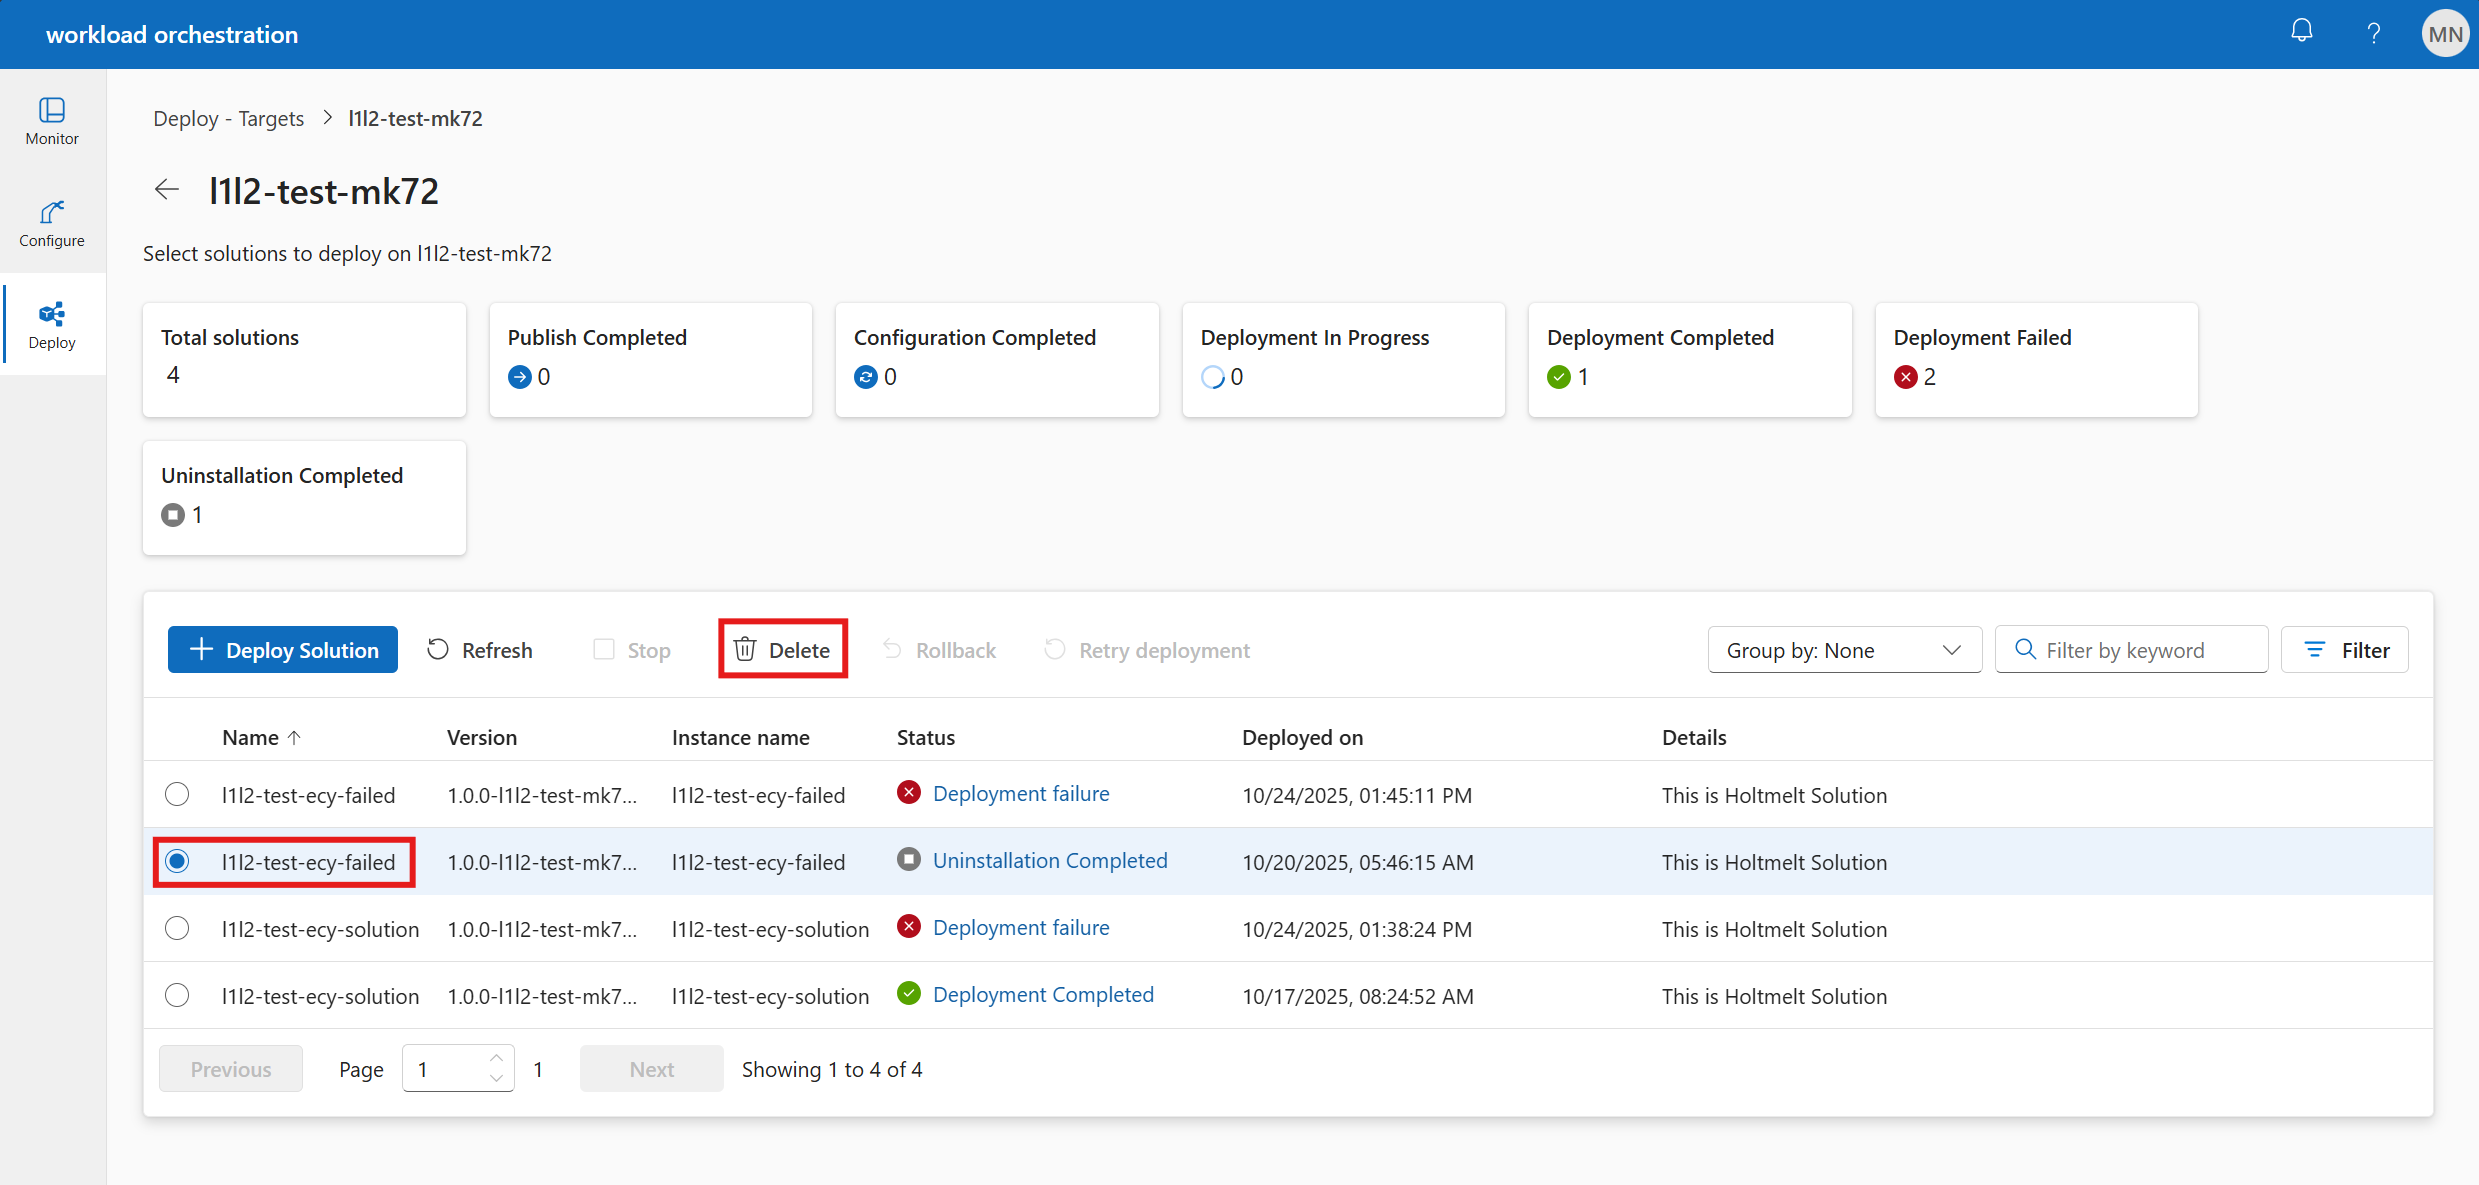 workload orchestration
MN
Monitor
Configure
Deploy
Deploy - Targets > l1l2-test-mk72
l1l2-test-mk72
Select solutions to deploy on l1l2-test-mk72
Total solutions
4
Publish Completed
0
Configuration Completed
0
Deployment In Progress
0
Deployment Completed
1
Deployment Failed
2
Uninstallation Completed
1
Deploy Solution Refresh Stop Delete Rollback Retry deployment Group by: None Filter by keyword Filter
Name Version Instance name Status Deployed on Details
l1l2-test-ecy-failed 1.0.0-l1l2-test-mk7... l1l2-test-ecy-failed Deployment failure 10/24/2025, 01:45:11 PM This is Holtmelt Solution
l1l2-test-ecy-failed 1.0.0-l1l2-test-mk7... l1l2-test-ecy-failed Uninstallation Completed 10/20/2025, 05:46:15 AM This is Holtmelt Solution
l1l2-test-ecy-solution 1.0.0-l1l2-test-mk7... l1l2-test-ecy-solution Deployment failure 10/24/2025, 01:38:24 PM This is Holtmelt Solution
l1l2-test-ecy-solution 1.0.0-l1l2-test-mk7... l1l2-test-ecy-solution Deployment Completed 10/17/2025, 08:24:52 AM This is Holtmelt Solution
Previous Page 1 1 Next Showing 1 to 4 of 4